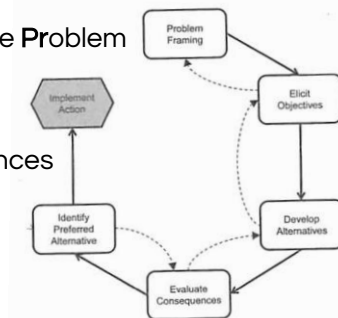 e Problem
nces
Problem
Framing
Elicit
Objectives
Develop
Alternatives
Evaluate
Consequences
Identify
Preferred
Alternative
Implement
Action